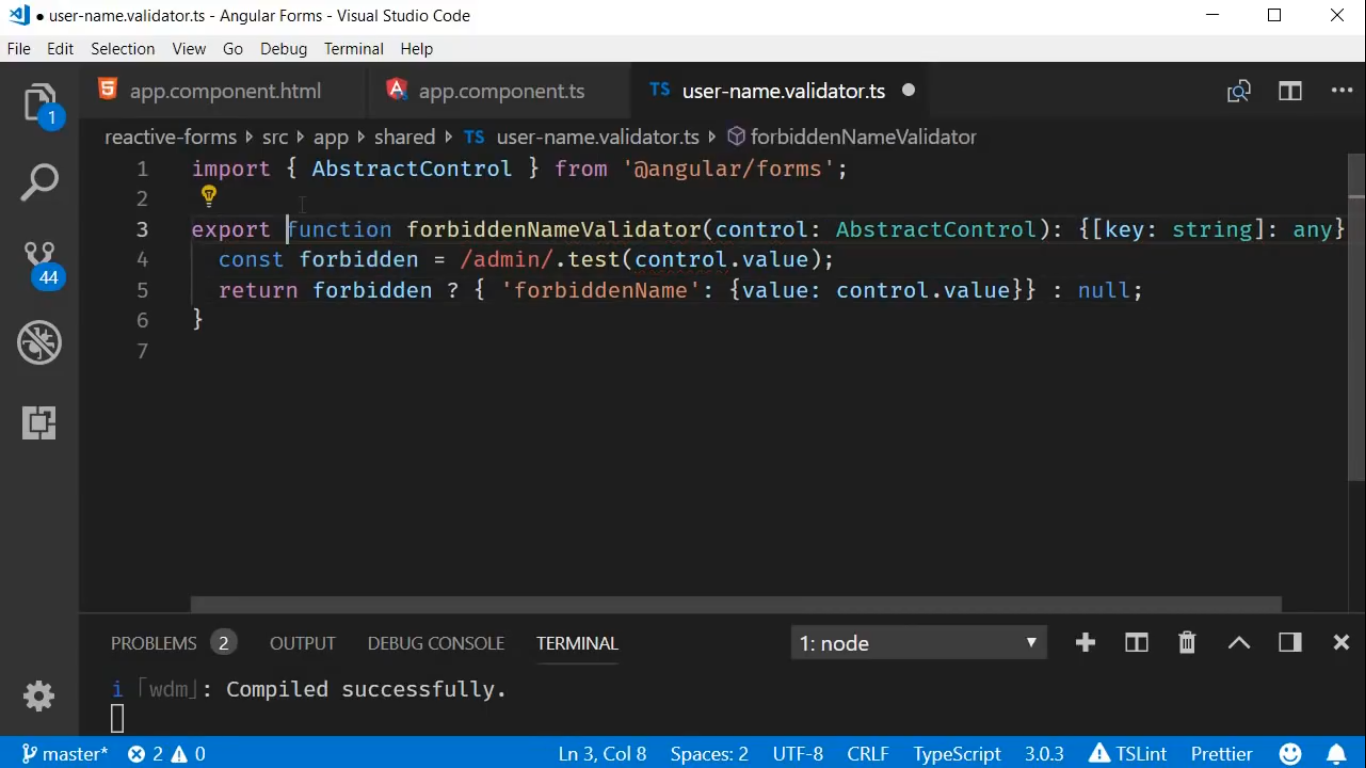 user-name.validator.ts - Angular Forms - Visual Studio Code
File Edit Selection View Go Debug Terminal Help
1
app.component.html app.component.ts TS user-name.validator.ts
reactive-forms src app shared TS user-name.validator.ts forbiddenNameValidator
1 import { AbstractControl } from '@angular/forms';
2
3 export function forbiddenNameValidator(control: AbstractControl): {[key: string]: any}
4 const forbidden = /admin/.test(control.value);
44
5 return forbidden ? { 'forbiddenName': {value: control.value}} : null;
6 }
7
PROBLEMS 2 OUTPUT DEBUG CONSOLE TERMINAL 1: node
i ｢wdm｣: Compiled successfully.
master* 2 0 Ln 3, Col 8 Spaces: 2 UTF-8 CRLF TypeScript 3.0.3 TSLint Prettier